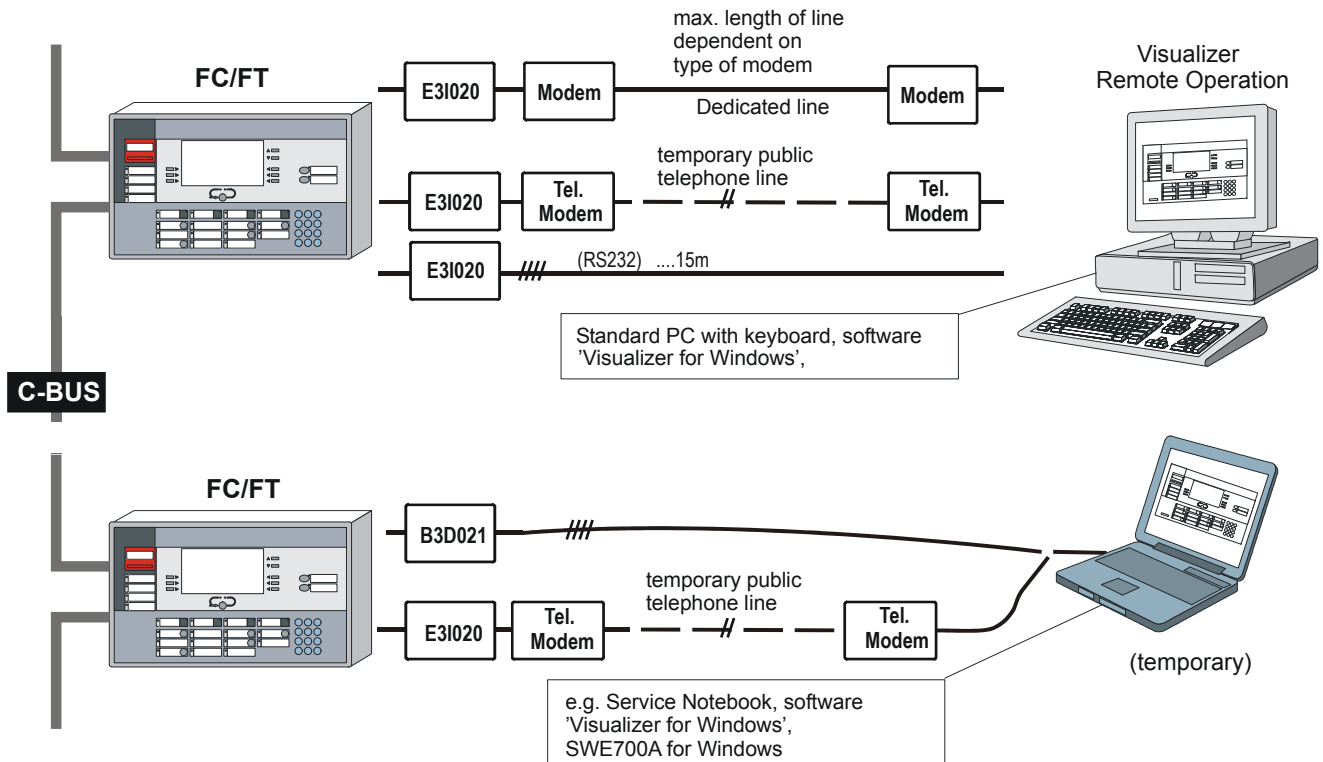 max. length of line
dependent on
type of modem
Visualizer
Remote Operation
FC/FT
E3I020
Modem
Dedicated line
Modem
temporary public
telephone line
E3I020
Tel.
Modem
Tel.
Modem
E3I020
(RS232) ....15m
Standard PC with keyboard, software
’Visualizer for Windows’,
C-BUS
FC/FT
B3D021
temporary public
telephone line
E3I020
Tel.
Modem
Tel.
Modem
(temporary)
e.g. Service Notebook, software
’Visualizer for Windows’,
SWE700A for Windows